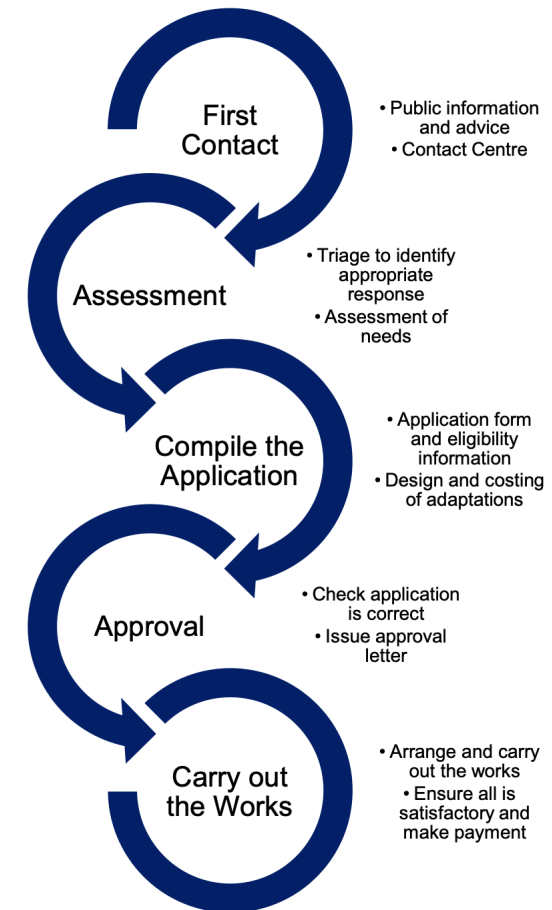 First
Contact
• Public information
and advice
• Contact Centre
Assessment
• Triage to identify
appropriate
response
• Assessment of
needs
Compile the
Application
• Application form
and eligibility
information
• Design and costing
of adaptations
Approval
• Check application
is correct
• Issue approval
letter
Carry out
the Works
• Arrange and carry
out the works
• Ensure all is
satisfactory and
make payment